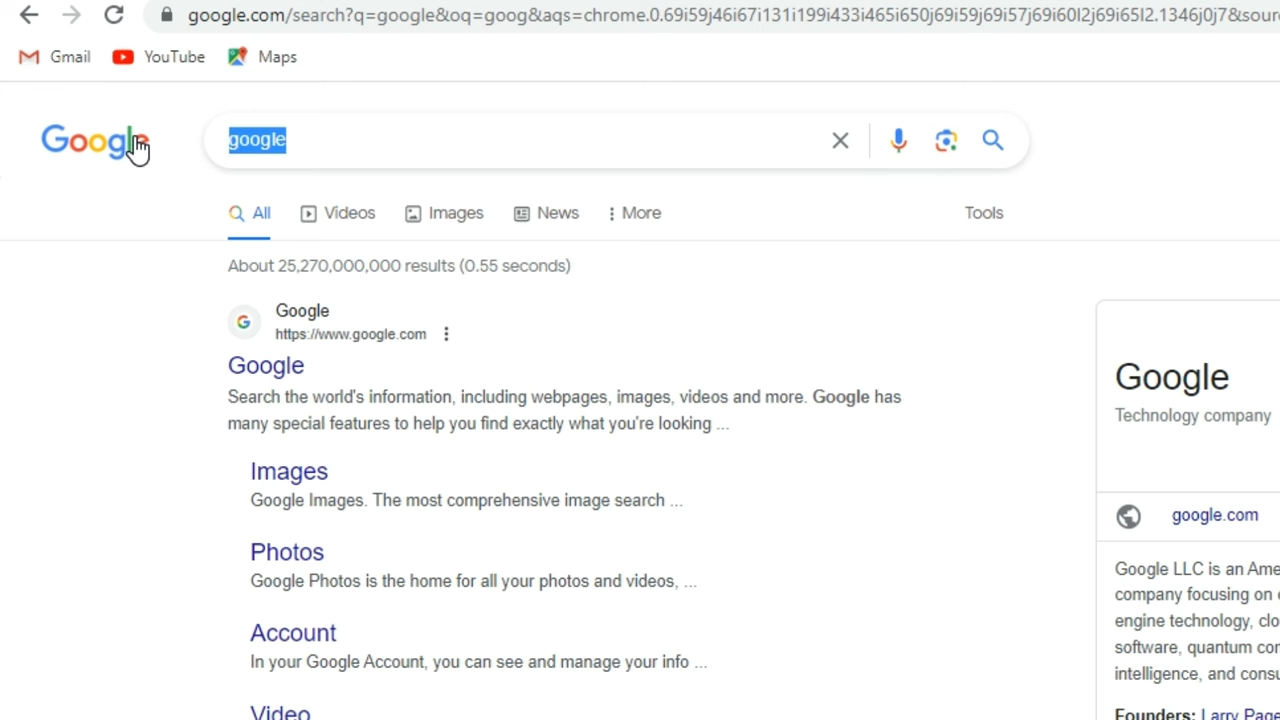 google.com/search?q=google&oq=goog&aqs=chrome.0.69i59j46i67i131i199i433i465i650j69i59j69i57j69i60l2j69i65l2.1346j0j7&sour
Gmail YouTube Maps
Google google
All Videos Images News More Tools
About 25,270,000,000 results (0.55 seconds)
Google
https://www.google.com
Google
Search the world's information, including webpages, images, videos and more. Google has
many special features to help you find exactly what you're looking ...
Images
Google Images. The most comprehensive image search ...
Photos
Google Photos is the home for all your photos and videos, ...
Account
In your Google Account, you can see and manage your info ...
Video
Google
Technology company
google.com
Google LLC is an Ame
company focusing on
engine technology, clo
software, quantum co
intelligence, and consu
Founders: Larry Page